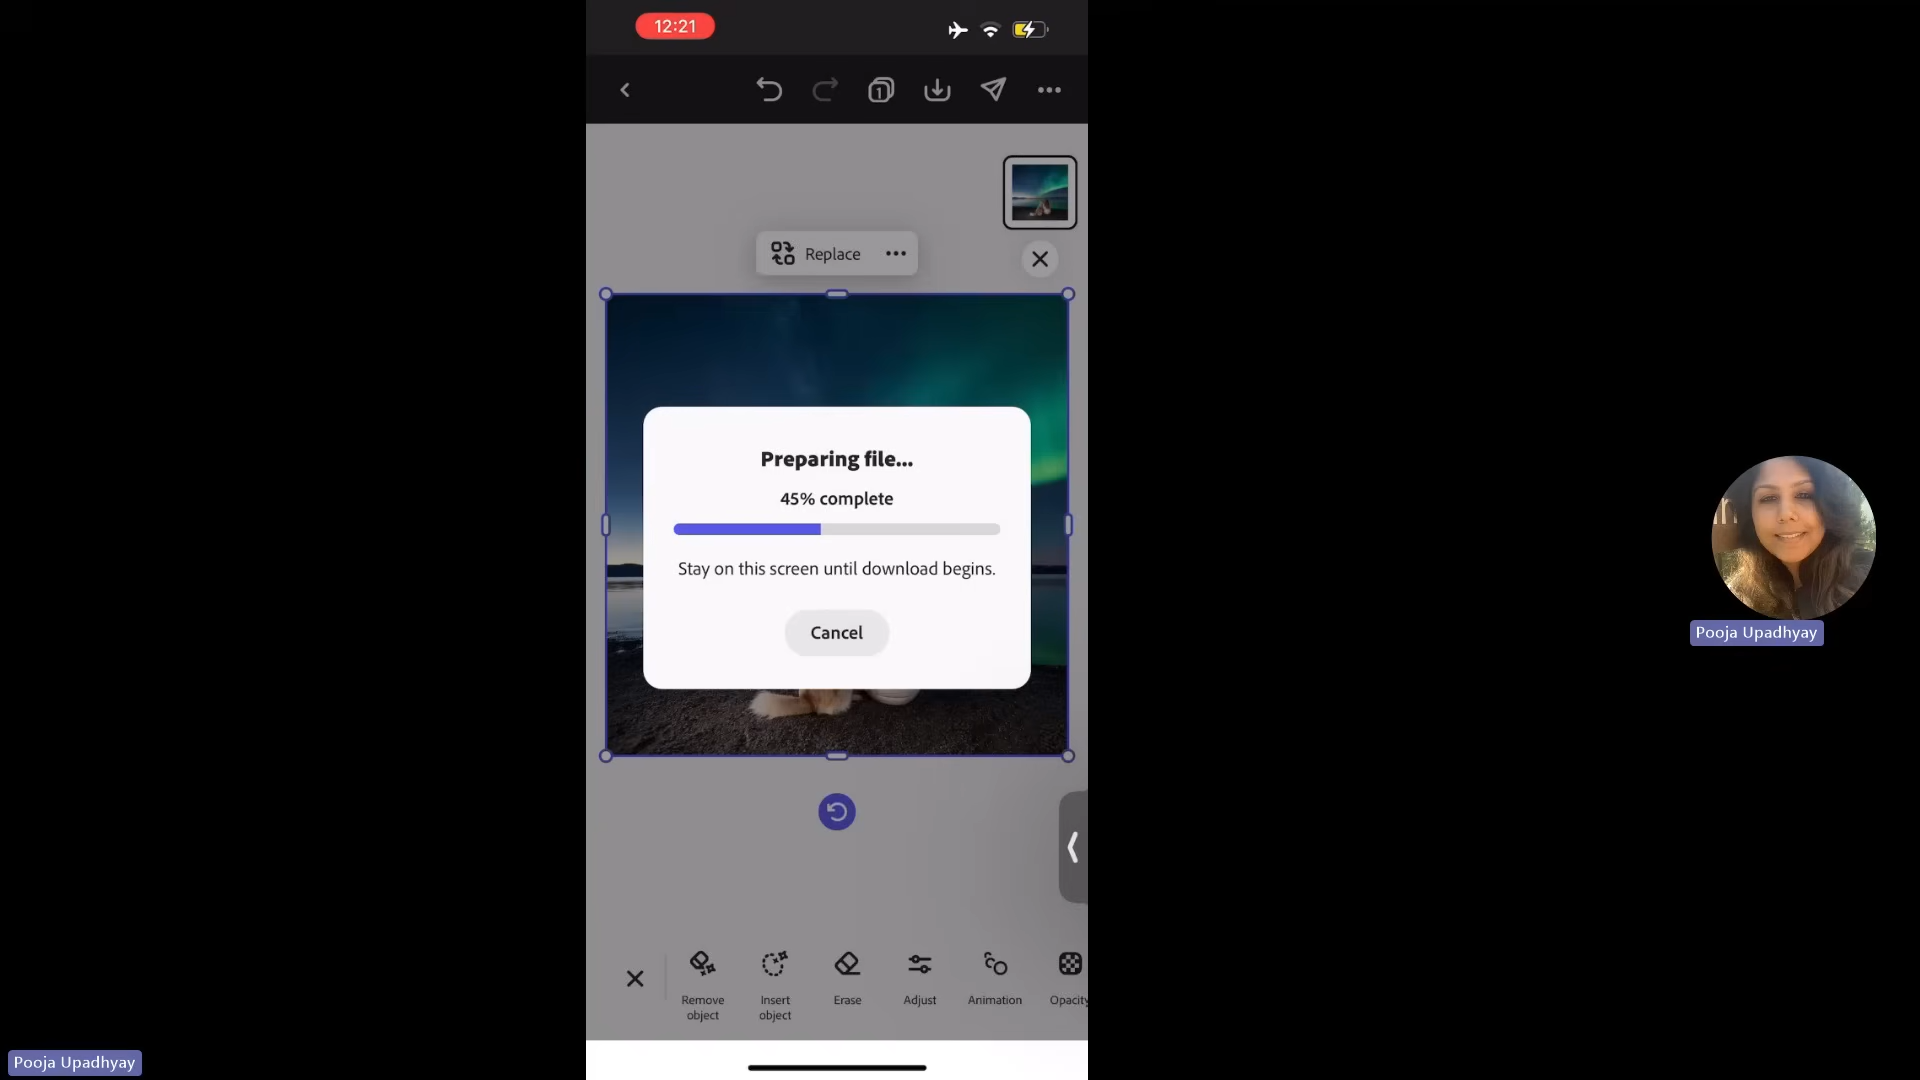 12:21
1
Replace
Preparing file...
45% complete
Stay on this screen until download begins.
Cancel
Remove
object
Insert
object
Erase
Adjust
Animation
Opacity
Pooja Upadhyay
Pooja Upadhyay